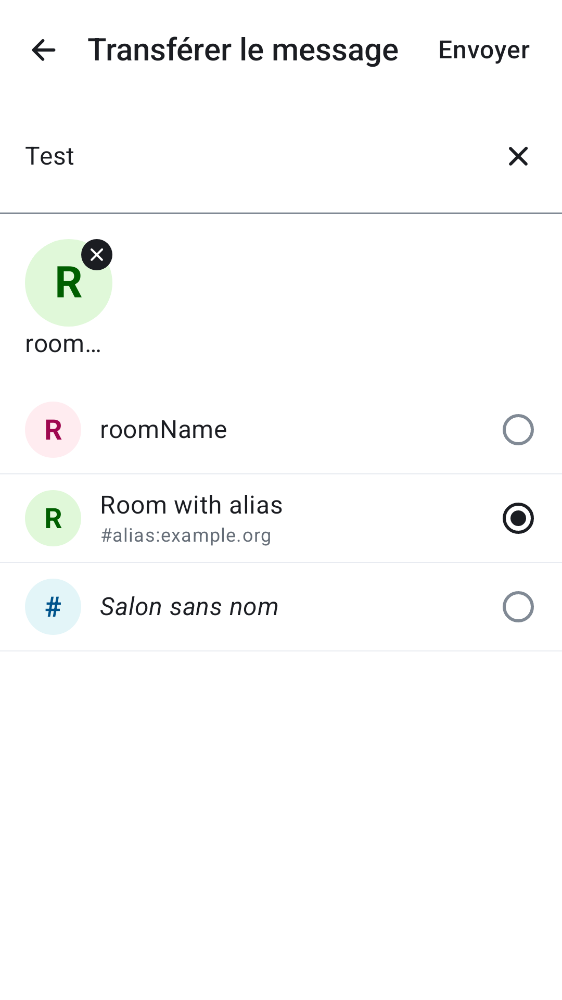 Transférer le message
Envoyer
Test
R
room…
R
roomName
R
Room with alias
#alias:example.org
#
Salon sans nom